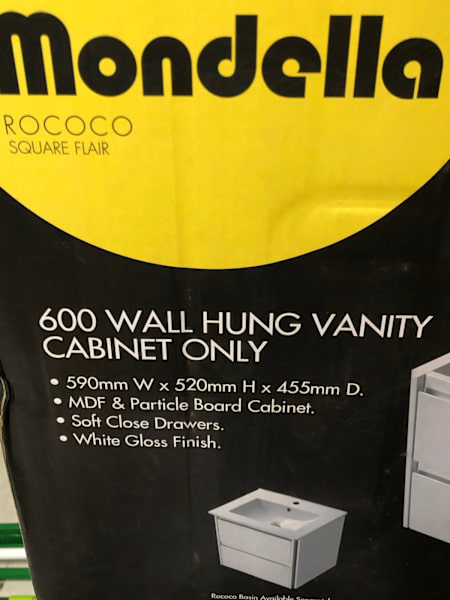 Mondella
ROCOCO
SQUARE FLAIR
600 WALL HUNG VANITY
CABINET ONLY
• 590mm W x 520mm H x 455mm D.
• MDF & Particle Board Cabinet.
• Soft Close Drawers.
• White Gloss Finish.
Rococo Basin Available